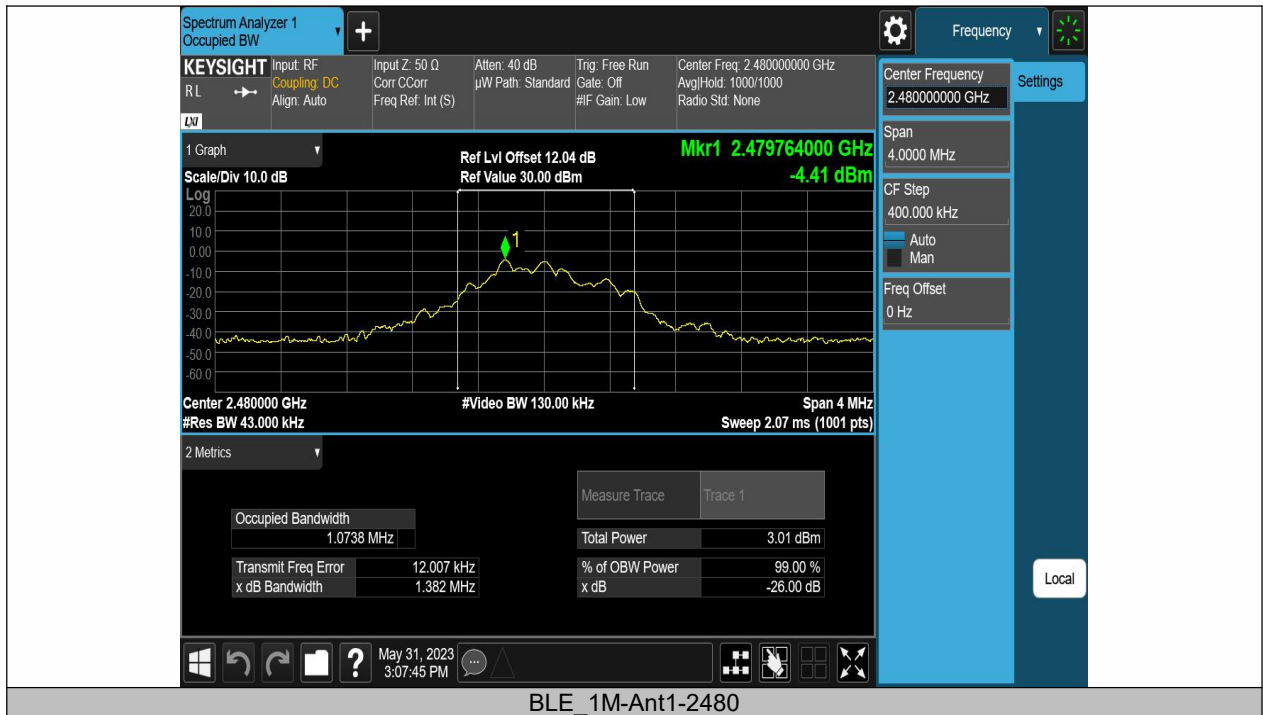 Spectrum Analyzer 1
Occupied BW
+
Frequency
KEYSIGHT
RL
LXI
Input: RF
Coupling: DC
Align: Auto
Input Z: 50 Ω
Corr CCorr
Freq Ref: Int (S)
Atten: 40 dB
µW Path: Standard
Trig: Free Run
Gate: Off
#IF Gain: Low
Center Freq: 2.480000000 GHz
Avg|Hold: 1000/1000
Radio Std: None
Center Frequency
2.480000000 GHz
Settings
Span
4.0000 MHz
CF Step
400.000 kHz
Auto
Man
Freq Offset
0 Hz
Local
1 Graph
Scale/Div 10.0 dB
Ref Lvl Offset 12.04 dB
Ref Value 30.00 dBm
Mkr1 2.479764000 GHz
-4.41 dBm
Log
20.0
10.0
0.00
-10.0
-20.0
-30.0
-40.0
-50.0
-60.0
1
Center 2.480000 GHz
#Res BW 43.000 kHz
#Video BW 130.00 kHz
Span 4 MHz
Sweep 2.07 ms (1001 pts)
2 Metrics
Measure Trace Trace 1
Occupied Bandwidth
1.0738 MHz
Total Power 3.01 dBm
Transmit Freq Error 12.007 kHz
% of OBW Power 99.00 %
x dB Bandwidth 1.382 MHz
x dB -26.00 dB
?
May 31, 2023
3:07:45 PM
BLE_1M-Ant1-2480